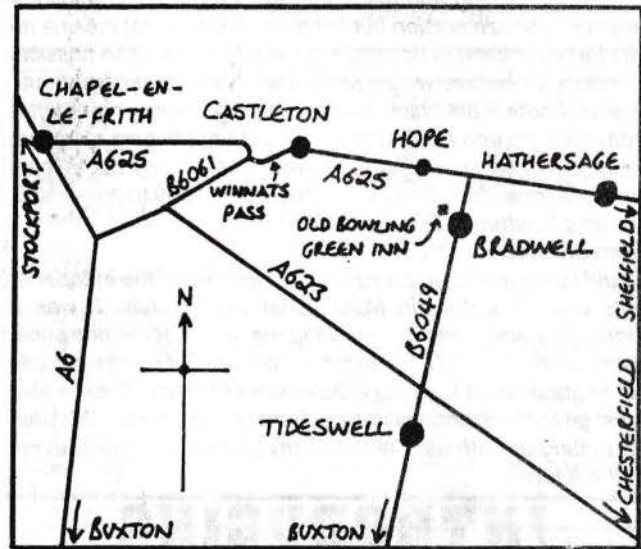 CHAPEL-EN-
LE-FRITH
CASTLETON
HOPE
HATHERSAGE
A625
B6061
WINNATS
PASS
A625
STOCKPORT
OLD BOWLING
GREEN INN
BRADWELL
SHEFFIELD
A623
B6049
N
A6
TIDESWELL
CHESTERFIELD
BUXTON
BUXTON